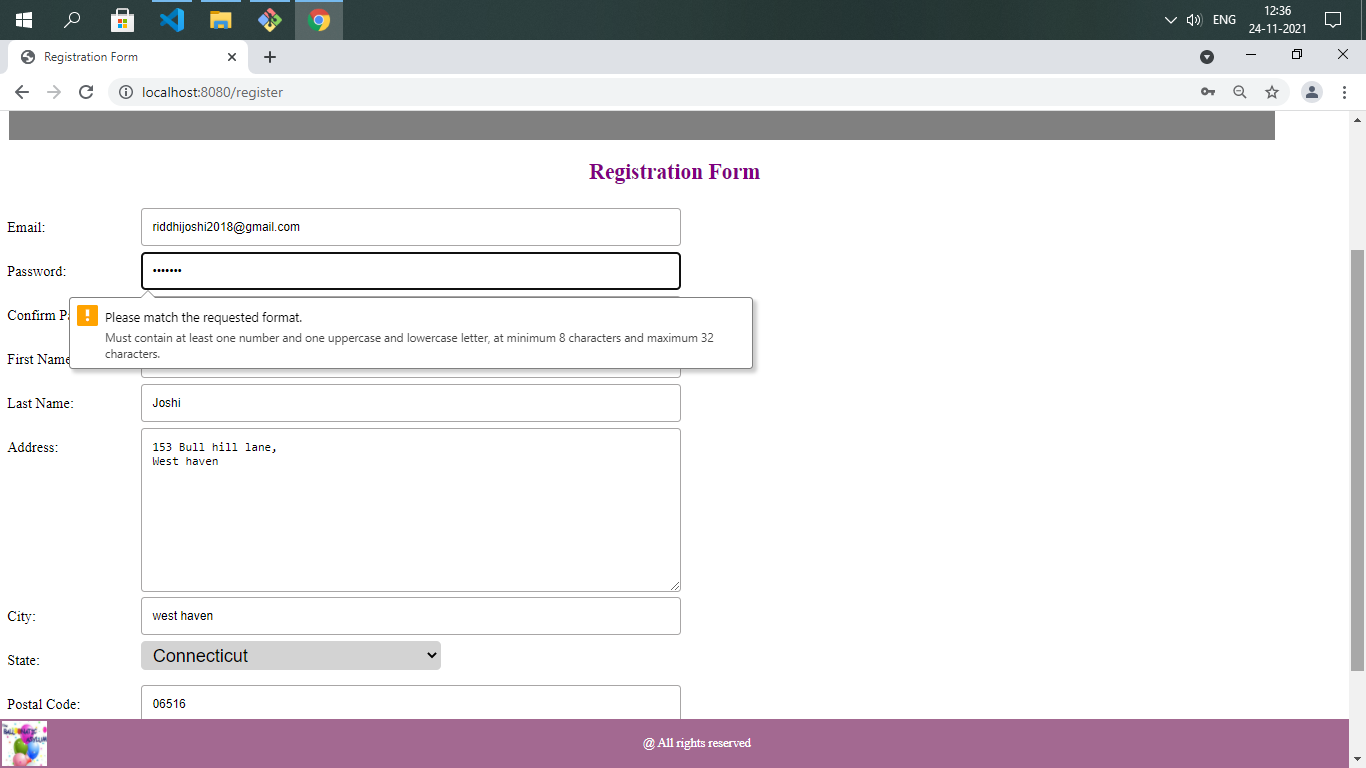 ENG
12:36
24-11-2021
Registration Form
localhost:8080/register
Registration Form
Email:
riddhijoshi2018@gmail.com
Password:
•••••••
Confirm
Please match the requested format.
Must contain at least one number and one uppercase and lowercase letter, at minimum 8 characters and maximum 32
characters.
First Name
Last Name:
Joshi
Address:
153 Bull hill lane,
West haven
City:
west haven
State:
Connecticut
Postal Code:
06516
@ All rights reserved